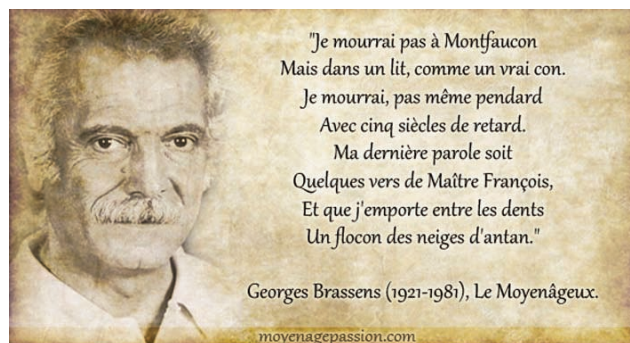 "Je mourrai pas à Montfaucon
Mais dans un lit, comme un vrai con.
Je mourrai, pas même pendard
Avec cinq siècles de retard.
Ma dernière parole soit
Quelques vers de Maître François,
Et que j'emporte entre les dents
Un flocon des neiges d'antan."
Georges Brassens (1921-1981), Le Moyenâgeux.
moyenagepassion.com